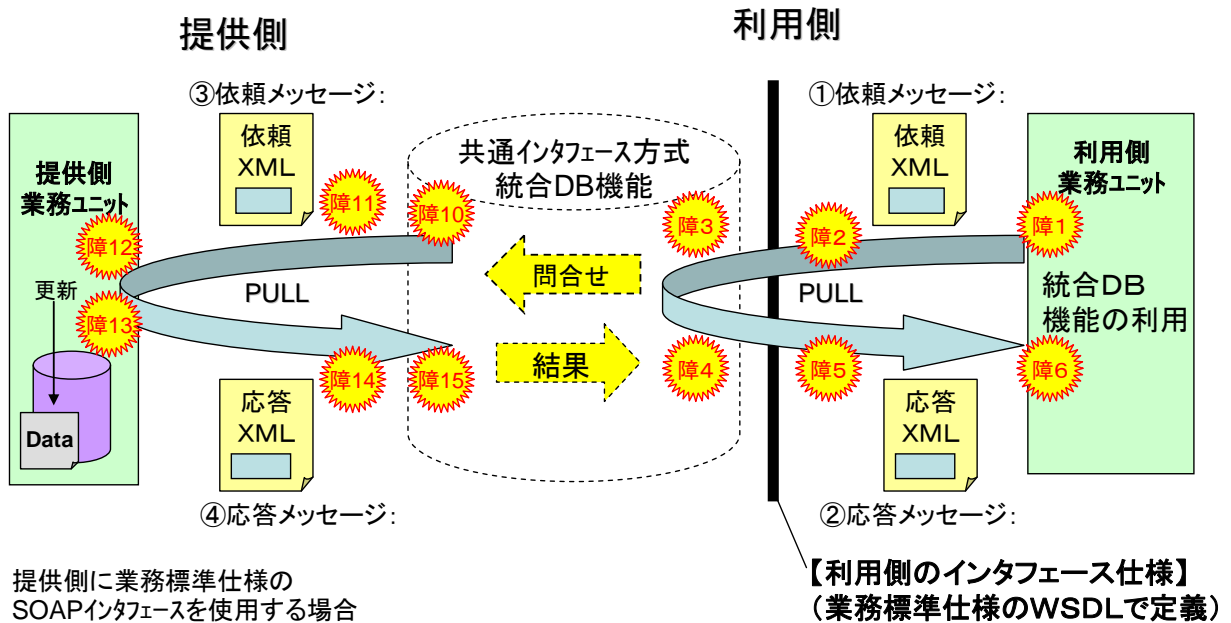 提供側
利用側
③依頼メッセージ:
①依頼メッセージ:
依頼
XML
依頼
XML
共通インタフェース方式
統合DB機能
提供側
業務ユニット
利用側
業務ユニット
障11
障10
障3
障2
障1
障12
問合せ
PULL
PULL
更新
統合DB
機能の利用
障13
結果
障14
障15
障4
障5
障6
応答
XML
応答
XML
Data
④応答メッセージ:
②応答メッセージ:
提供側に業務標準仕様の
SOAPインタフェースを使用する場合
【利用側のインタフェース仕様】
(業務標準仕様のWSDLで定義)